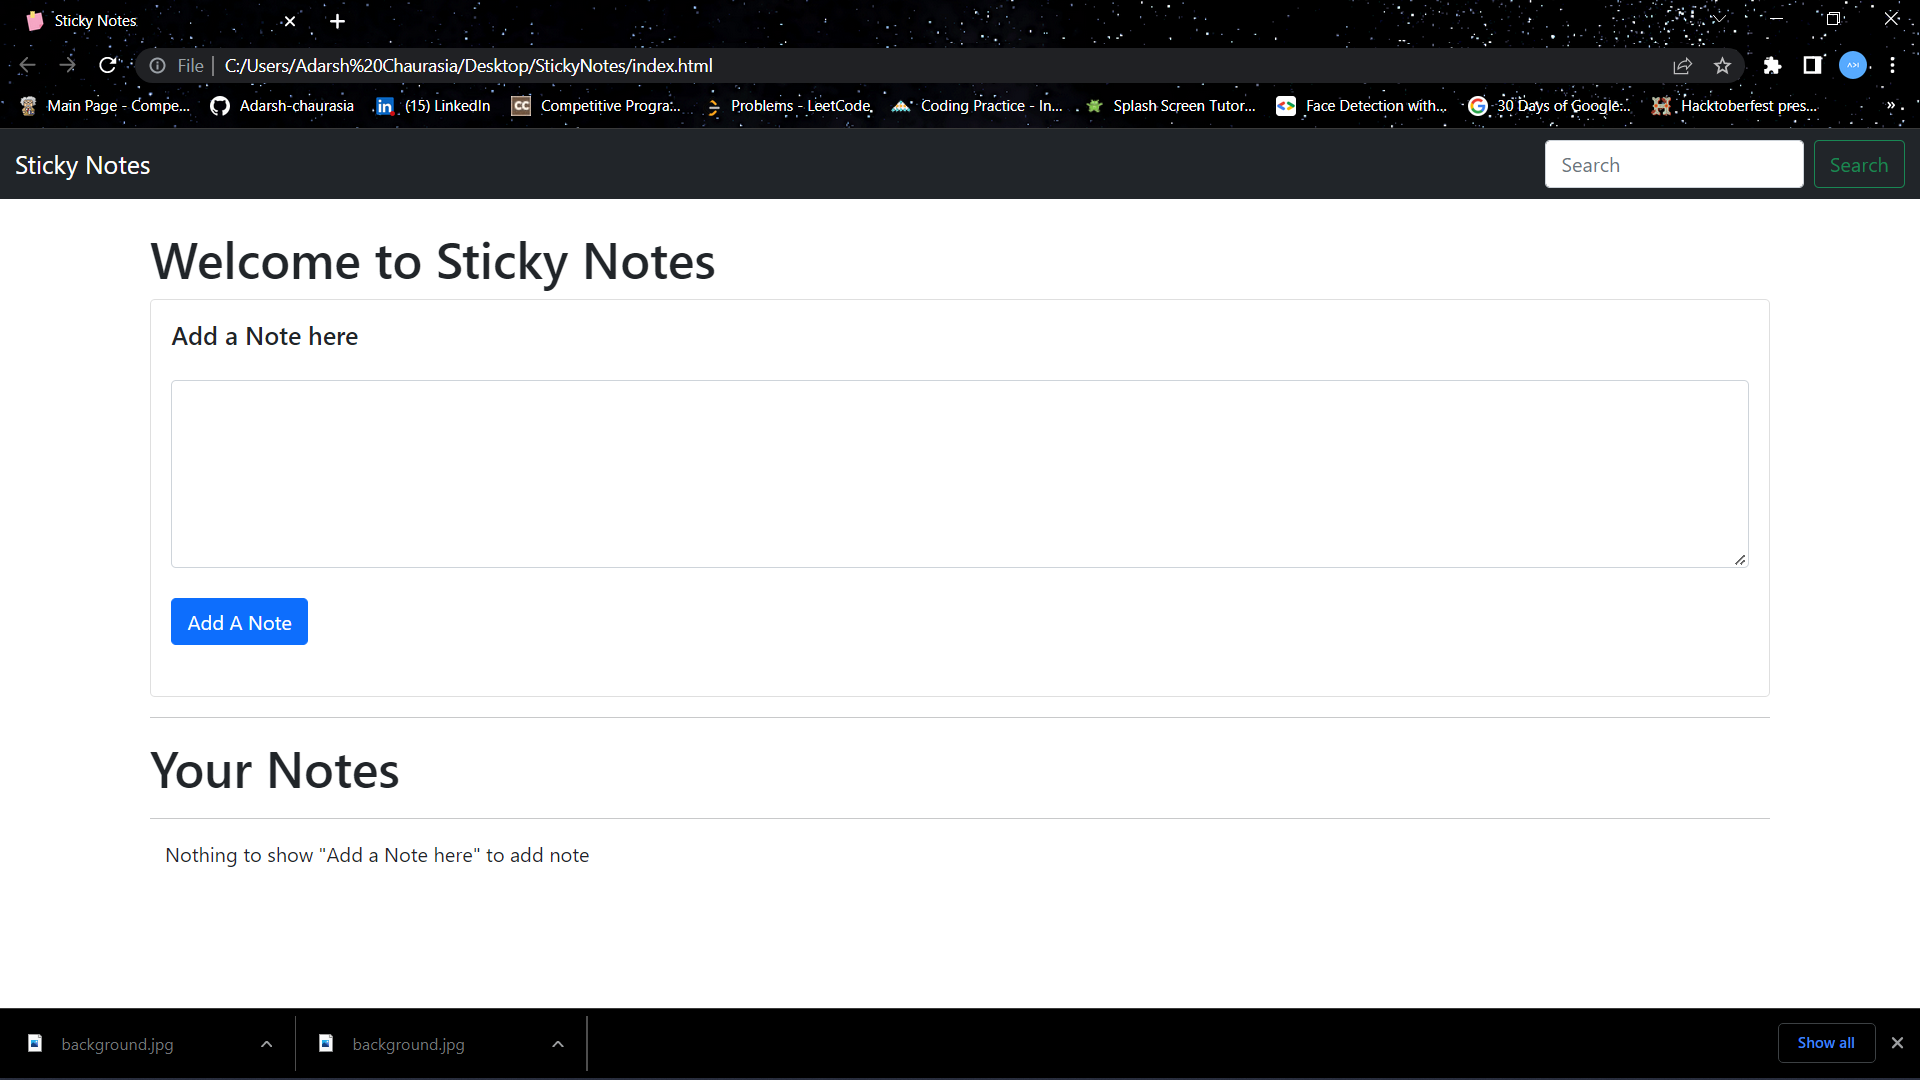 Sticky Notes
File | C:/Users/Adarsh%20Chaurasia/Desktop/StickyNotes/index.html
Main Page - Compe... Adarsh-chaurasia (15) LinkedIn CC Competitive Progra... Problems - LeetCode Coding Practice - In... Splash Screen Tutor... Face Detection with... 30 Days of Google:... Hacktoberfest pres... »
Sticky Notes Search Search
Welcome to Sticky Notes
Add a Note here
Add A Note
Your Notes
Nothing to show "Add a Note here" to add note
background.jpg background.jpg Show all